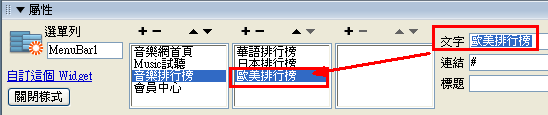 屬性
選單列
MenuBar1
自訂這個 Widget
關閉樣式
音樂網首頁
Music試聽
音樂排行榜
會員中心
華語排行榜
日本排行榜
歐美排行榜
文字 歐美排行榜
連結 #
標題